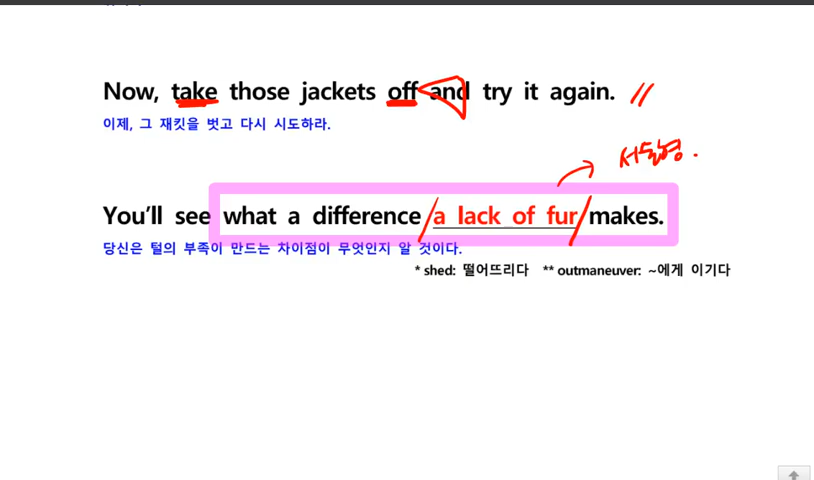 Now, take those jackets off and try it again.
이제, 그 재킷을 벗고 다시 시도하라.
서술형.
You'll see what a difference a lack of fur makes.
당신은 털의 부족이 만드는 차이점이 무엇인지 알 것이다.
* shed: 떨어뜨리다 ** outmaneuver: ~에게 이기다